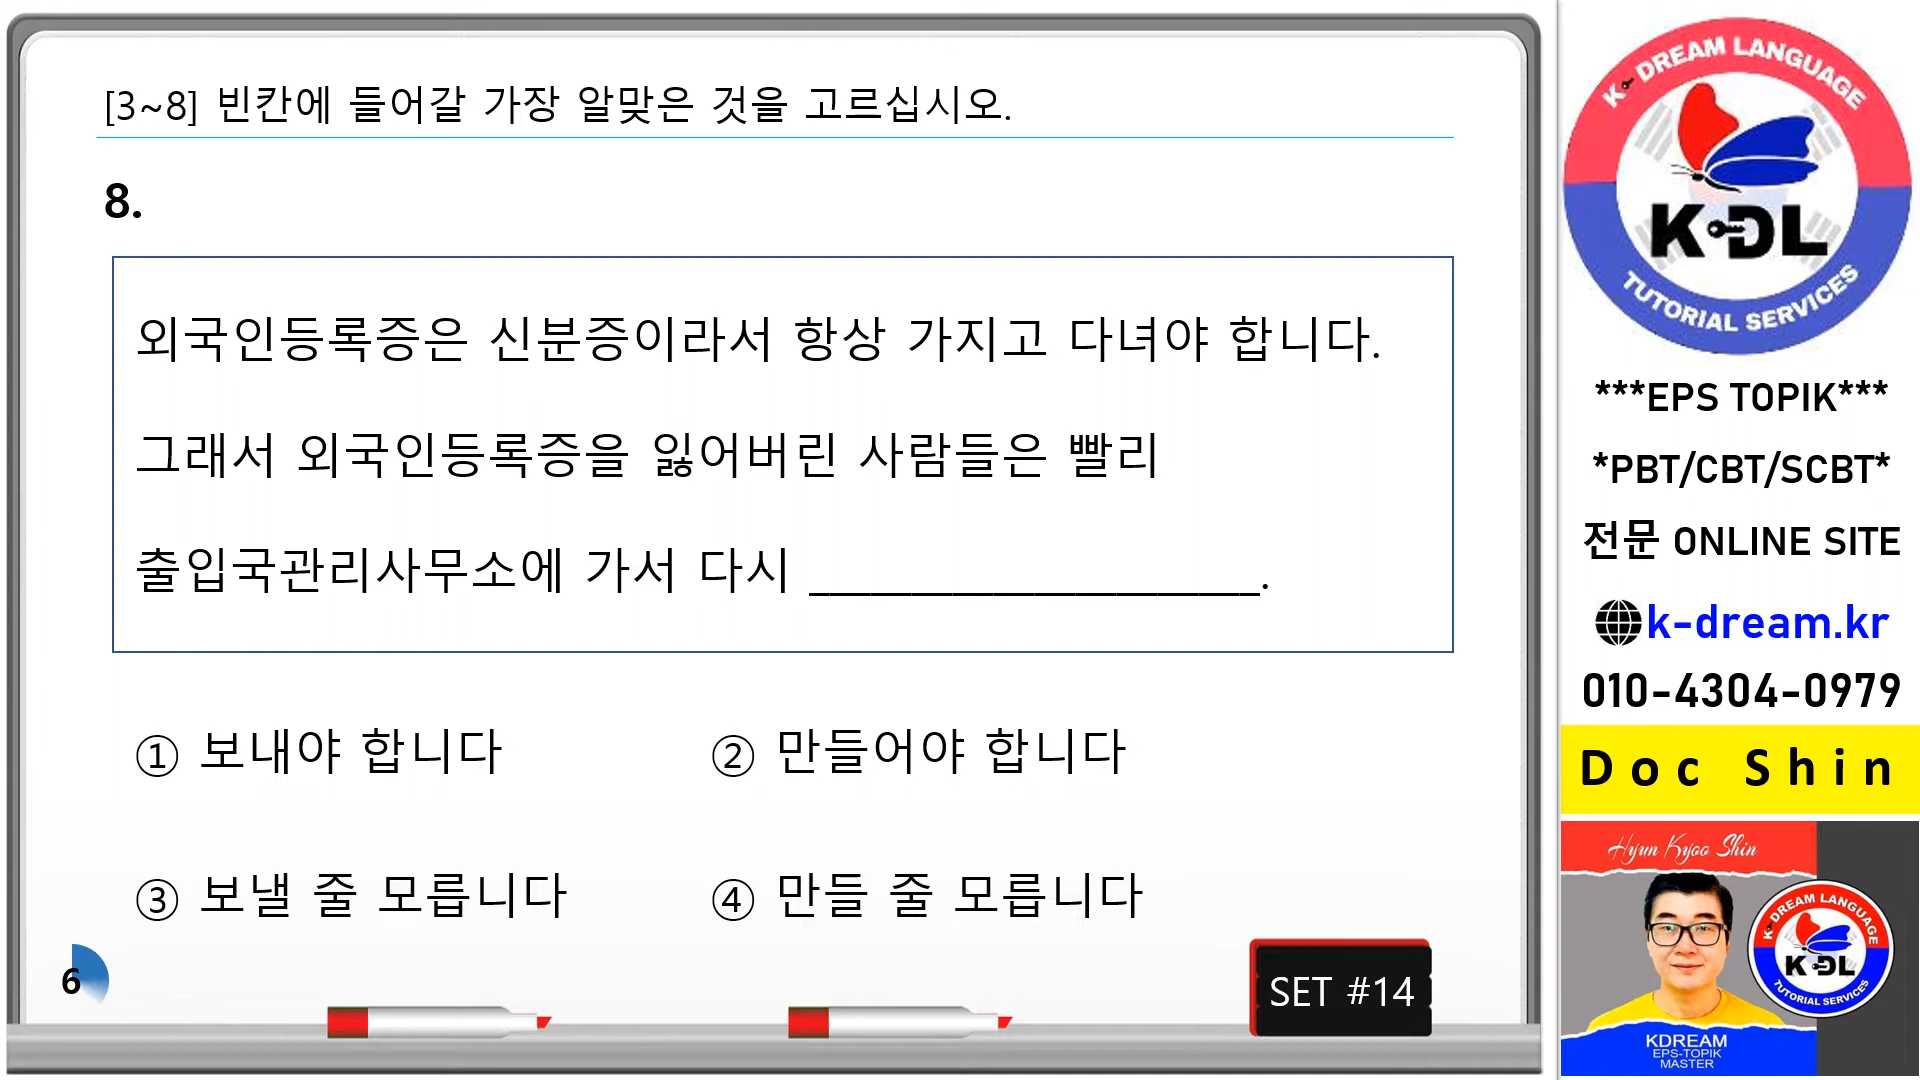 [3~8] 빈칸에 들어갈 가장 알맞은 것을 고르십시오.
8.
외국인등록증은 신분증이라서 항상 가지고 다녀야 합니다.
그래서 외국인등록증을 잃어버린 사람들은 빨리
출입국관리사무소에 가서 다시 ______________________.
① 보내야 합니다
② 만들어야 합니다
③ 보낼 줄 모릅니다
④ 만들 줄 모릅니다
6
SET #14
K-DREAM LANGUAGE
K-DL
TUTORIAL SERVICES
***EPS TOPIK***
*PBT/CBT/SCBT*
전문 ONLINE SITE
k-dream.kr
010-4304-0979
Doc Shin
Hyun Kyoo Shin
K-DREAM LANGUAGE
K-DL
TUTORIAL SERVICES
KDREAM
EPS-TOPIK
MASTER